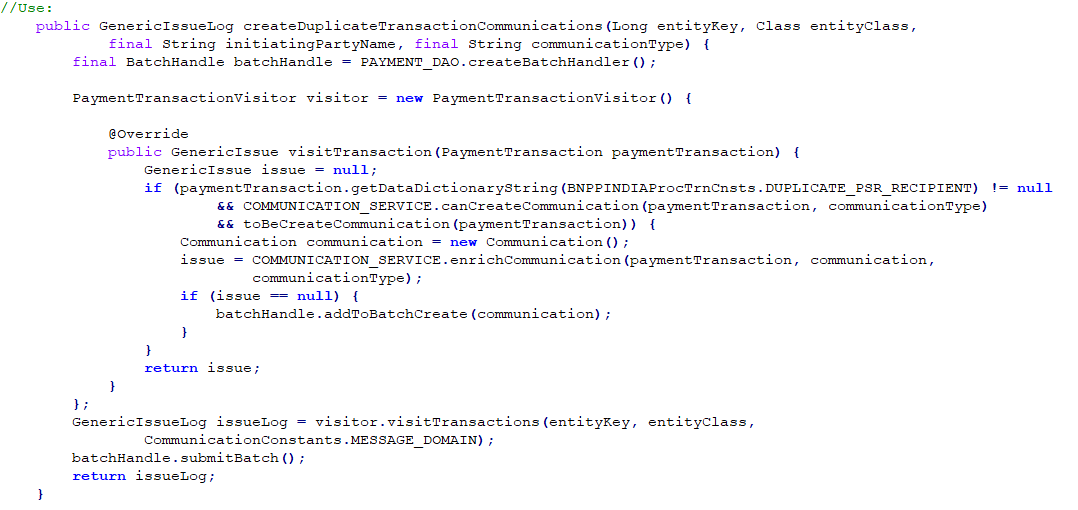 //Use:
    public GenericIssueLog createDuplicateTransactionCommunications(Long entityKey, Class entityClass,
            final String initiatingPartyName, final String communicationType) {
        final BatchHandle batchHandle = PAYMENT_DAO.createBatchHandler();

        PaymentTransactionVisitor visitor = new PaymentTransactionVisitor() {

            @Override
            public GenericIssue visitTransaction(PaymentTransaction paymentTransaction) {
                GenericIssue issue = null;
                if (paymentTransaction.getDataDictionaryString(BNPPINDIAProcTrnCnsts.DUPLICATE_PSR_RECIPIENT) != null
                        && COMMUNICATION_SERVICE.canCreateCommunication(paymentTransaction, communicationType)
                        && toBeCreateCommunication(paymentTransaction)) {
                    Communication communication = new Communication();
                    issue = COMMUNICATION_SERVICE.enrichCommunication(paymentTransaction, communication,
                            communicationType);
                    if (issue == null) {
                        batchHandle.addToBatchCreate(communication);
                    }
                }
                return issue;
            }
        };
        GenericIssueLog issueLog = visitor.visitTransactions(entityKey, entityClass,
                CommunicationConstants.MESSAGE_DOMAIN);
        batchHandle.submitBatch();
        return issueLog;
    }